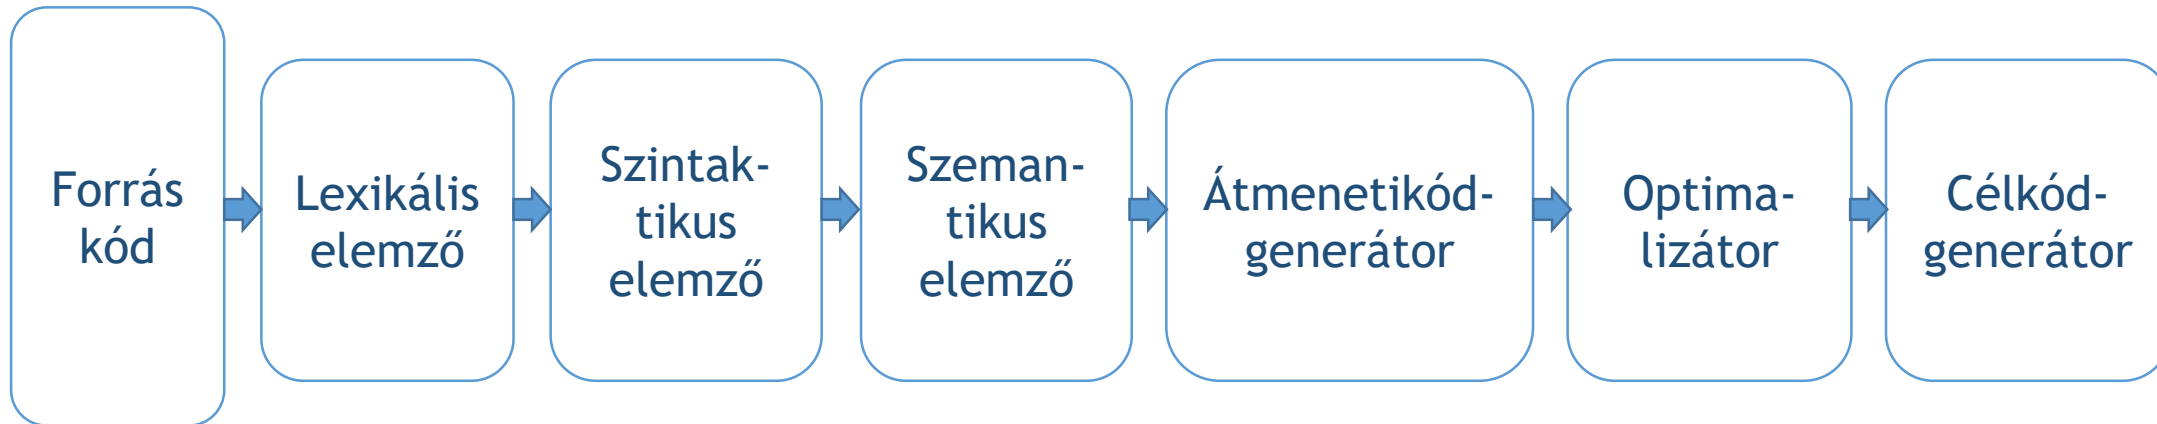 Forrás
kód
Lexikális
elemző
Szintak-
tikus
elemző
Szeman-
tikus
elemző
Átmenetikód-
generátor
Optima-
lizátor
Célkód-
generátor